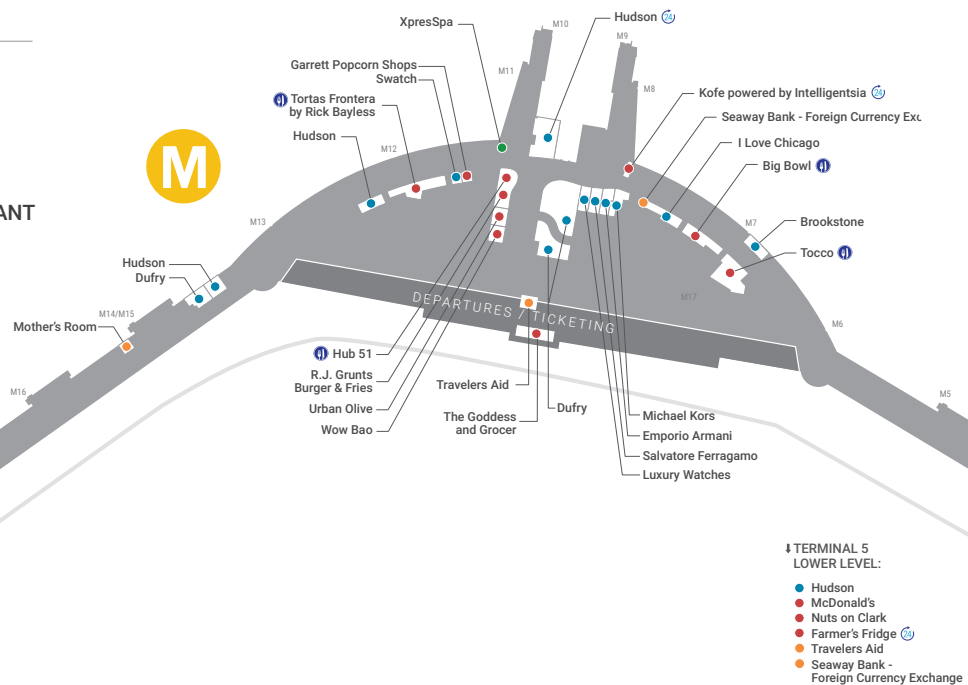 XpresSpa
Hudson 24
M10
M9
M11
M8
Garrett Popcorn Shops
Swatch
Tortas Frontera
by Rick Bayless
Hudson
M12
M
Kofe powered by Intelligentsia 24
Seaway Bank - Foreign Currency Exc
I Love Chicago
Big Bowl
ANT
M13
M7
Brookstone
Tocco
Hudson
Dufry
M17
M14/M15
Mother's Room
DEPARTURES / TICKETING
M6
Hub 51
R.J. Grunts
Burger & Fries
Urban Olive
Wow Bao
Travelers Aid
The Goddess
and Grocer
Dufry
Michael Kors
Emporio Armani
Salvatore Ferragamo
Luxury Watches
M16
M5
TERMINAL 5
LOWER LEVEL:
Hudson
McDonald's
Nuts on Clark
Farmer's Fridge 24
Travelers Aid
Seaway Bank -
Foreign Currency Exchange